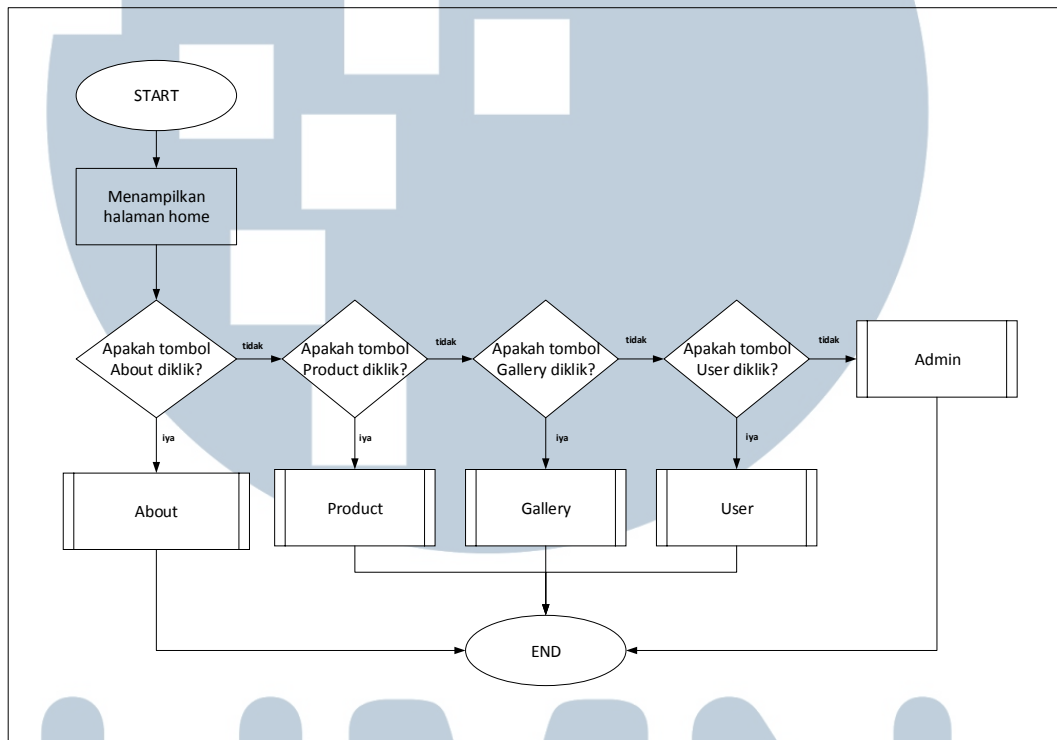 START
Menampilkan
halaman home
Apakah tombol
About diklik?
tidak
Apakah tombol
Product diklik?
tidak
Apakah tombol
Gallery diklik?
tidak
Apakah tombol
User diklik?
tidak
Admin
iya
iya
iya
iya
About
Product
Gallery
User
END